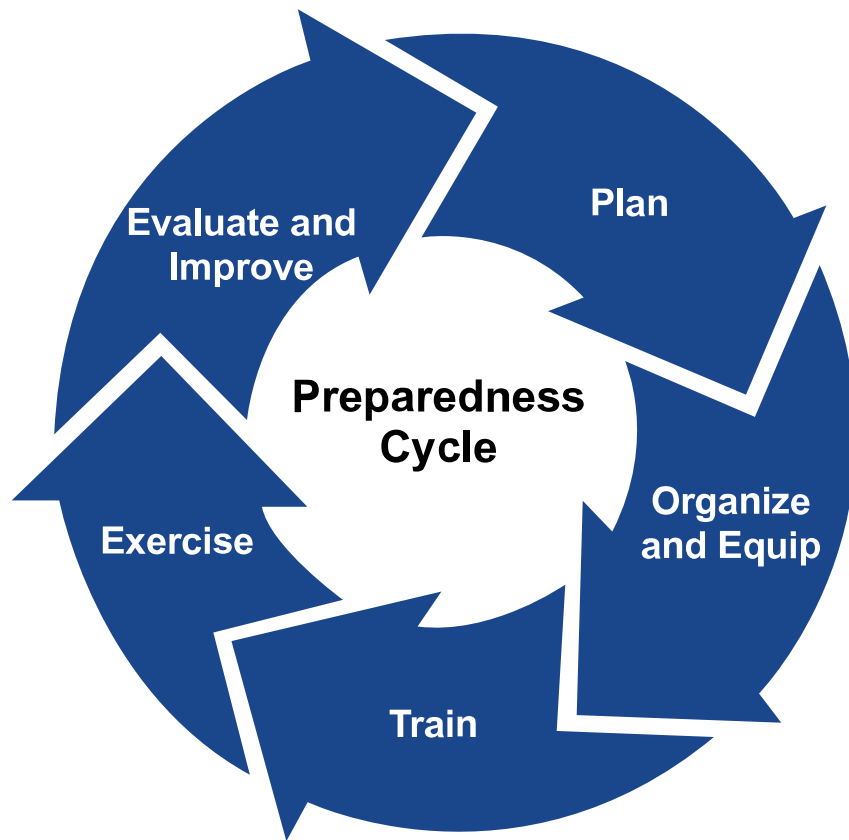 Preparedness
Cycle
Plan
Organize
and Equip
Train
Exercise
Evaluate and
Improve